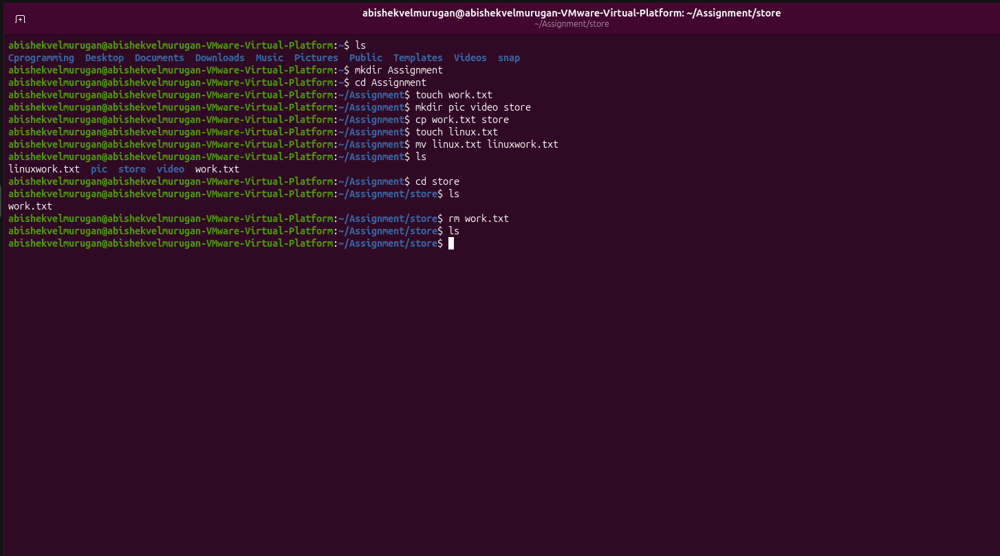 abishekvelmurugan@abishekvelmurugan-VMware-Virtual-Platform: ~/Assignment/store
~/Assignment/store
abishekvelmurugan@abishekvelmurugan-VMware-Virtual-Platform:~$ ls
Cprogramming  Desktop  Documents  Downloads  Music  Pictures  Public  Templates  Videos  snap
abishekvelmurugan@abishekvelmurugan-VMware-Virtual-Platform:~$ mkdir Assignment
abishekvelmurugan@abishekvelmurugan-VMware-Virtual-Platform:~$ cd Assignment
abishekvelmurugan@abishekvelmurugan-VMware-Virtual-Platform:~/Assignment$ touch work.txt
abishekvelmurugan@abishekvelmurugan-VMware-Virtual-Platform:~/Assignment$ mkdir pic video store
abishekvelmurugan@abishekvelmurugan-VMware-Virtual-Platform:~/Assignment$ cp work.txt store
abishekvelmurugan@abishekvelmurugan-VMware-Virtual-Platform:~/Assignment$ touch linux.txt
abishekvelmurugan@abishekvelmurugan-VMware-Virtual-Platform:~/Assignment$ mv linux.txt linuxwork.txt
abishekvelmurugan@abishekvelmurugan-VMware-Virtual-Platform:~/Assignment$ ls
linuxwork.txt  pic  store  video  work.txt
abishekvelmurugan@abishekvelmurugan-VMware-Virtual-Platform:~/Assignment$ cd store
abishekvelmurugan@abishekvelmurugan-VMware-Virtual-Platform:~/Assignment/store$ ls
work.txt
abishekvelmurugan@abishekvelmurugan-VMware-Virtual-Platform:~/Assignment/store$ rm work.txt
abishekvelmurugan@abishekvelmurugan-VMware-Virtual-Platform:~/Assignment/store$ ls
abishekvelmurugan@abishekvelmurugan-VMware-Virtual-Platform:~/Assignment/store$